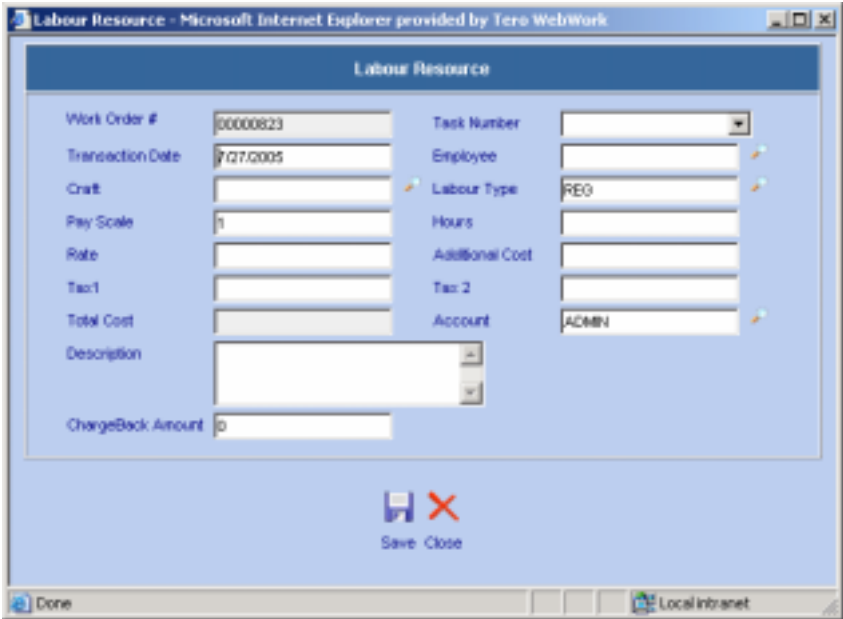 Labour Resource - Microsoft Internet Explorer provided by Tero WebWork
Labour Resource
Work Order # 00000823 Task Number
Transaction Date 7/27/2005 Employee
Craft Labour Type REG
Pay Scale 1 Hours
Rate Additional Cost
Tax1 Tax 2
Total Cost Account ADMIN
Description
ChargeBack Amount 0
Save Close
Done Local intranet